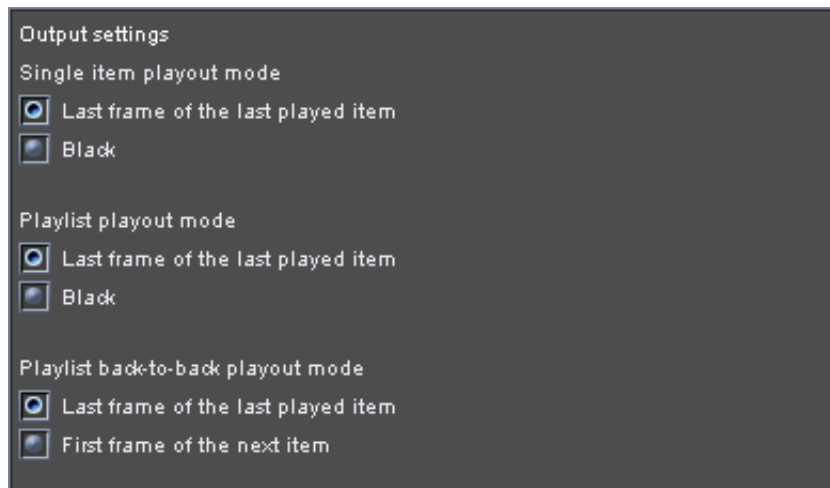 Output settings
Single item playout mode
Last frame of the last played item
Black
Playlist playout mode
Last frame of the last played item
Black
Playlist back-to-back playout mode
Last frame of the last played item
First frame of the next item